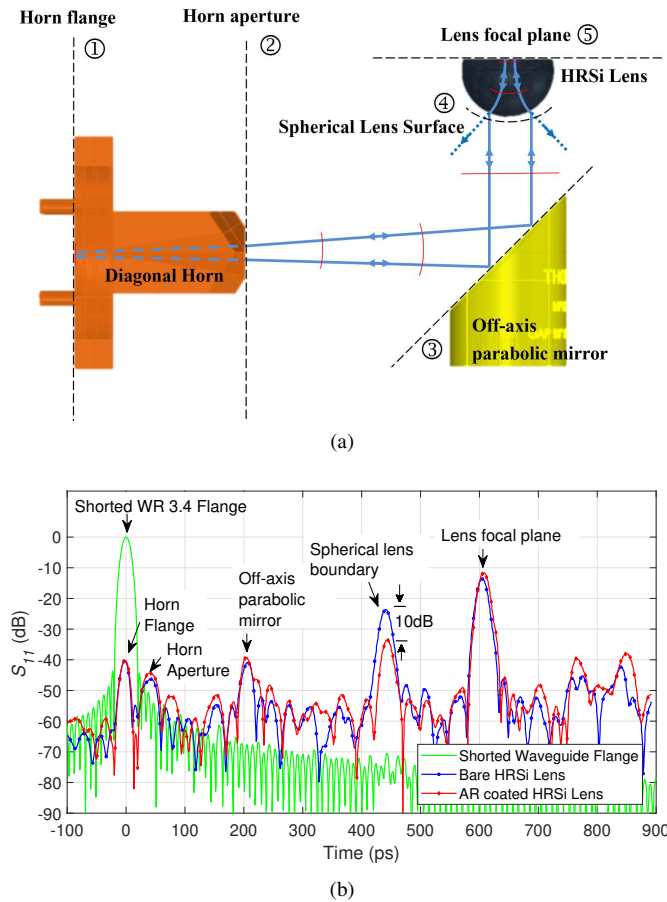 Horn flange
①
Horn aperture
②
Lens focal plane ⑤
HRSi Lens
④
Spherical Lens Surface
Diagonal Horn
③
Off-axis
parabolic mirror
(a)
Shorted WR 3.4 Flange
Horn
Flange
Horn
Aperture
Off-axis
parabolic
mirror
Spherical lens
boundary
10dB
Lens focal plane
S11 (dB)
0
-10
-20
-30
-40
-50
-60
-70
-80
-90
Shorted Waveguide Flange
Bare HRSi Lens
AR coated HRSi Lens
-100 0 100 200 300 400 500 600 700 800 900
Time (ps)
(b)